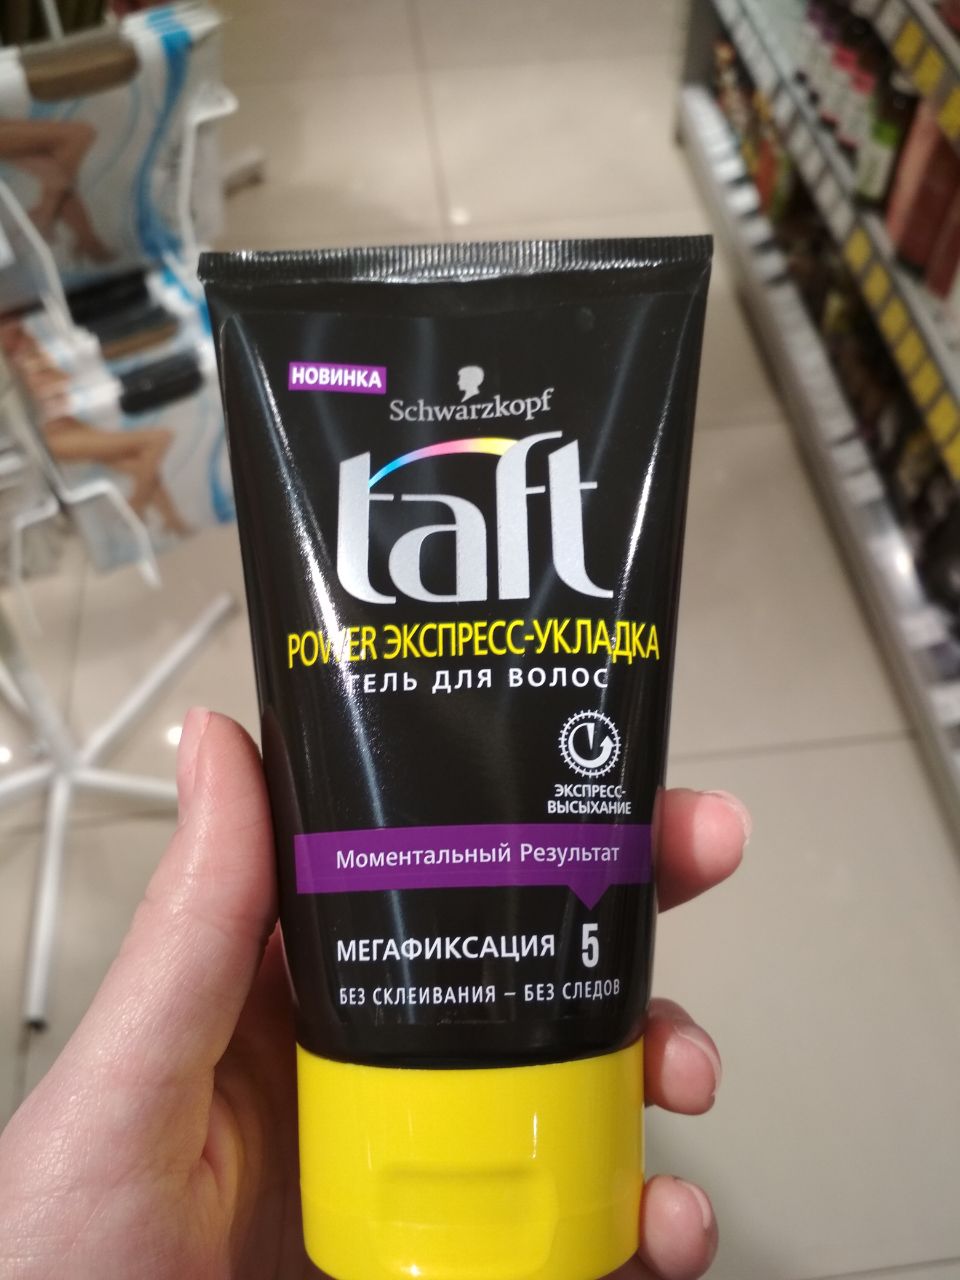 НОВИНКА
Schwarzkopf
taft
POWER ЭКСПРЕСС-УКЛАДКА
ГЕЛЬ ДЛЯ ВОЛОС
ЭКСПРЕСС-
ВЫСЫХАНИЕ
Моментальный Результат
МЕГАФИКСАЦИЯ 5
БЕЗ СКЛЕИВАНИЯ – БЕЗ СЛЕДОВ